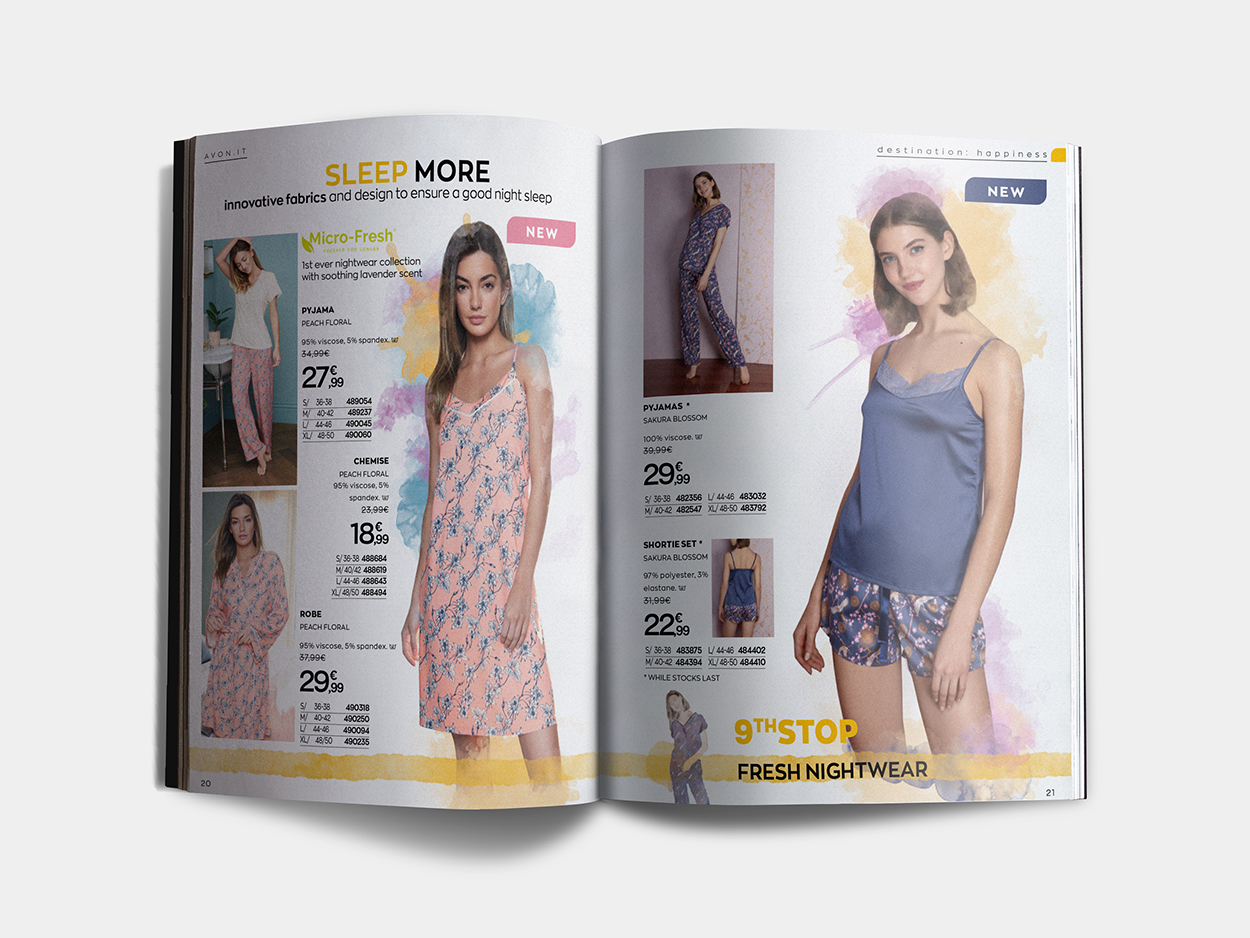 AVON.IT
SLEEP MORE
innovative fabrics and design to ensure a good night sleep
NEW
Micro-Fresh®
1st ever nightwear collection
with soothing lavender scent
PYJAMA
PEACH FLORAL
95% viscose, 5% spandex.
34,99€
27,99€
S/ 36-38 489054
M/ 40-42 489237
L/ 44-46 490045
XL/ 48-50 490060
CHEMISE
PEACH FLORAL
95% viscose, 5%
spandex.
23,99€
18,99€
S/ 36-38 488684
M/ 40/42 488619
L/ 44-46 488643
XL/ 48/50 488494
ROBE
PEACH FLORAL
95% viscose, 5% spandex.
37,99€
29,99€
S/ 36-38 490318
M/ 40-42 490250
L/ 44-46 490094
XL/ 48/50 490235
20
destination: happiness
NEW
PYJAMAS *
SAKURA BLOSSOM
100% viscose.
39,99€
29,99€
S/ 36-38 482356 L/ 44-46 483032
M/ 40-42 482547 XL/ 48-50 483792
SHORTIE SET *
SAKURA BLOSSOM
97% polyester, 3%
elastane.
31,99€
22,99€
S/ 36-38 483875 L/ 44-46 484402
M/ 40-42 484394 XL/ 48-50 484410
* WHILE STOCKS LAST
9TH STOP
FRESH NIGHTWEAR
21